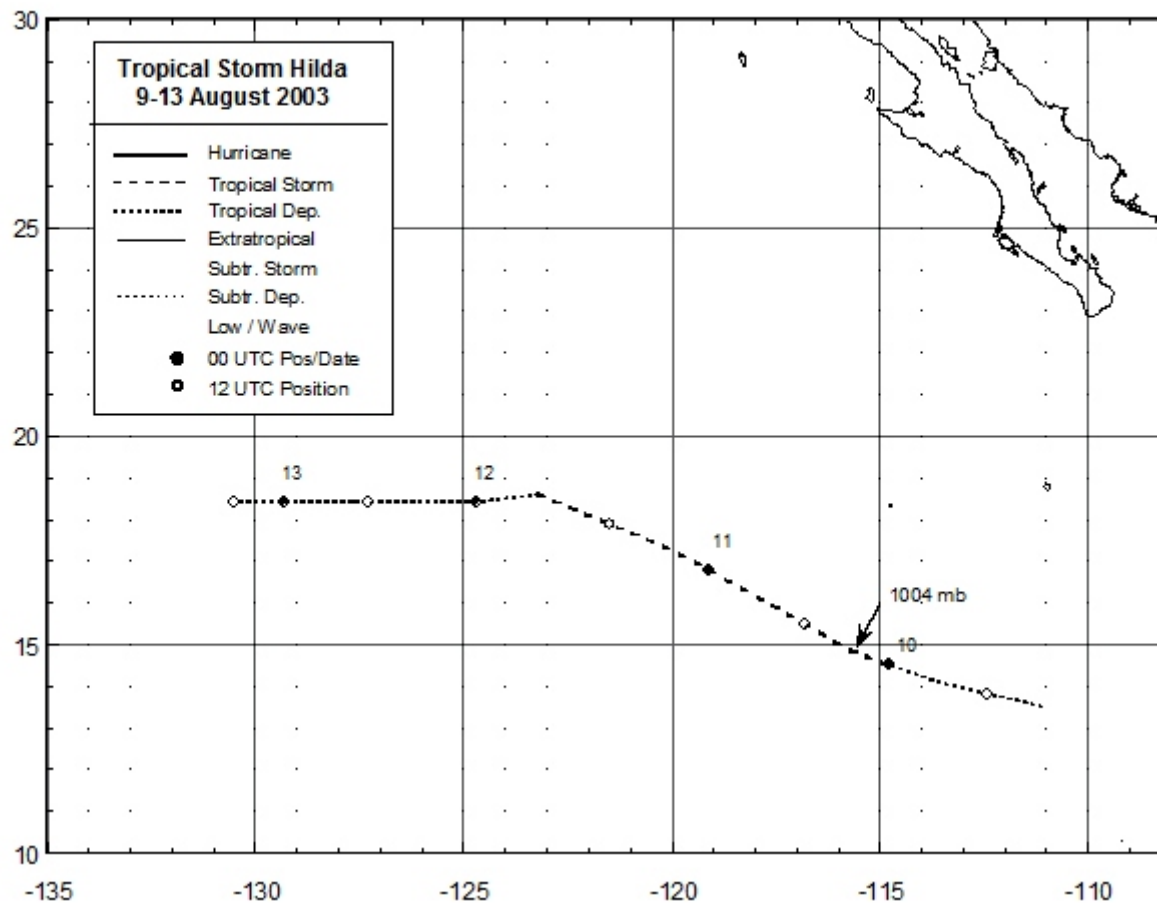 30
Tropical Storm Hilda
9-13 August 2003
Hurricane
Tropical Storm
Tropical Dep.
Extratropical
Subtr. Storm
Subtr. Dep.
Low / Wave
00 UTC Pos/Date
12 UTC Position
25
20
13
12
11
1004 mb
15
10
10
-135
-130
-125
-120
-115
-110